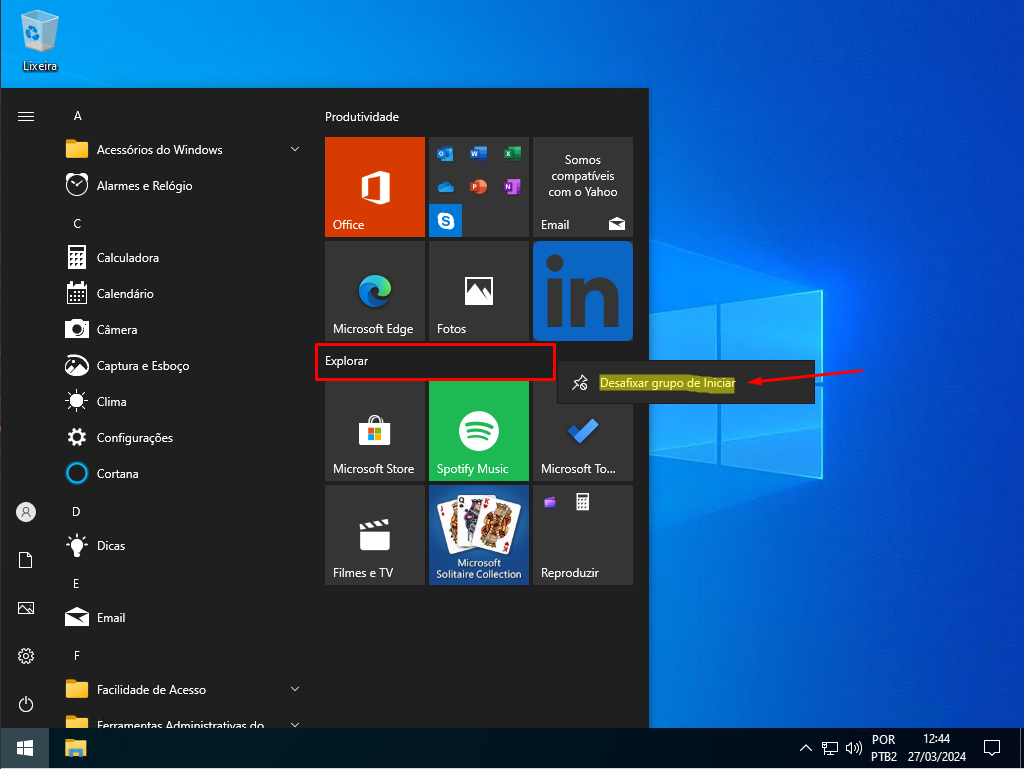 Lixeira
A
Acessórios do Windows
Alarmes e Relógio
C
Calculadora
Calendário
Câmera
Captura e Esboço
Clima
Configurações
Cortana
D
Dicas
E
Email
F
Facilidade de Acesso
Ferramentas Administrativas do
Produtividade
Office
Somos
compatíveis
com o Yahoo
Email
Microsoft Edge
Fotos
in
Explorar
Desafixar grupo de Iniciar
Microsoft Store
Spotify Music
Microsoft To...
Filmes e TV
Microsoft
Solitaire Collection
Reproduzir
POR
PTB2
12:44
27/03/2024